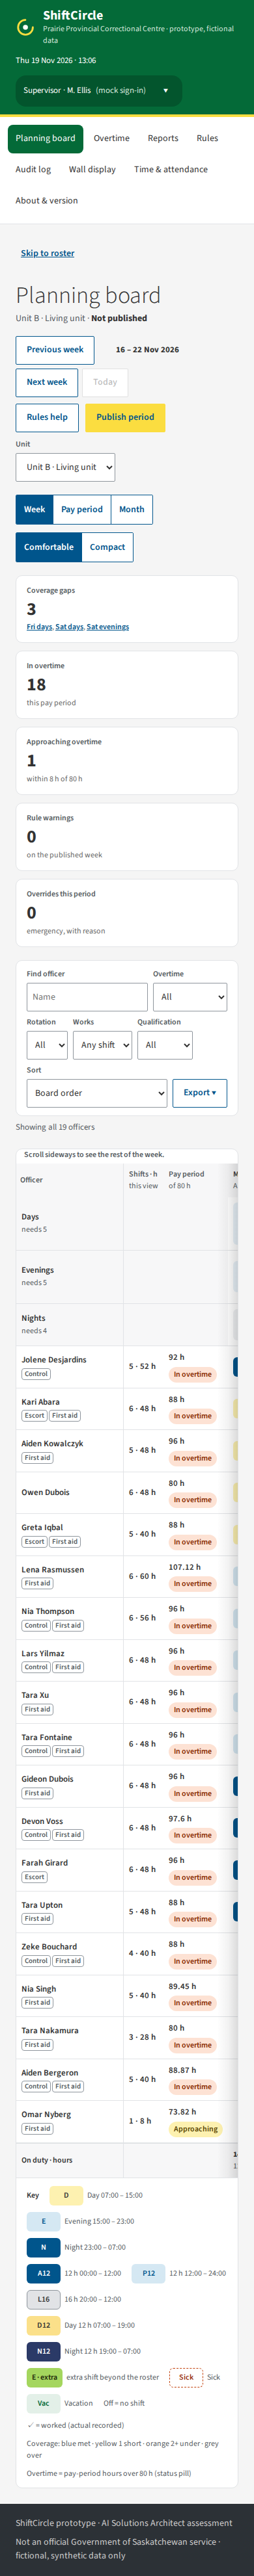 ShiftCircle
Prairie Provincial Correctional Centre · prototype, fictional
data
Thu 19 Nov 2026 · 13:06
Supervisor · M. Ellis (mock sign-in) ▾
Planning board Overtime Reports Rules
Audit log Wall display Time & attendance
About & version
Skip to roster
Planning board
Unit B · Living unit · Not published
Previous week 16 – 22 Nov 2026
Next week Today
Rules help Publish period
Unit
Unit B · Living unit
Week Pay period Month
Comfortable Compact
Coverage gaps
3
Fri days, Sat days, Sat evenings
In overtime
18
this pay period
Approaching overtime
1
within 8 h of 80 h
Rule warnings
0
on the published week
Overrides this period
0
emergency, with reason
Find officer Overtime
Name All
Rotation Works Qualification
All Any shift All
Sort
Board order Export ▾
Showing all 19 officers
Scroll sideways to see the rest of the week.
Officer Shifts · h this view Pay period of 80 h
Days
needs 5
Evenings
needs 5
Nights
needs 4
Jolene Desjardins 5 · 52 h 92 h
Control In overtime
Kari Abara 6 · 48 h 88 h
Escort First aid In overtime
Aiden Kowalczyk 5 · 48 h 96 h
First aid In overtime
Owen Dubois 6 · 48 h 80 h
In overtime
Greta Iqbal 5 · 40 h 88 h
Escort First aid In overtime
Lena Rasmussen 6 · 60 h 107.12 h
First aid In overtime
Nia Thompson 6 · 56 h 96 h
Control First aid In overtime
Lars Yilmaz 6 · 48 h 96 h
Control First aid In overtime
Tara Xu 6 · 48 h 96 h
First aid In overtime
Tara Fontaine 6 · 48 h 96 h
Control First aid In overtime
Gideon Dubois 6 · 48 h 96 h
First aid In overtime
Devon Voss 6 · 48 h 97.6 h
Control First aid In overtime
Farah Girard 6 · 48 h 96 h
Escort In overtime
Tara Upton 5 · 48 h 88 h
First aid In overtime
Zeke Bouchard 4 · 40 h 88 h
Control First aid In overtime
Nia Singh 5 · 40 h 89.45 h
First aid In overtime
Tara Nakamura 3 · 28 h 80 h
First aid In overtime
Aiden Bergeron 5 · 40 h 88.87 h
Control First aid In overtime
Omar Nyberg 1 · 8 h 73.82 h
First aid Approaching
On duty · hours
Key D Day 07:00 – 15:00
E Evening 15:00 – 23:00
N Night 23:00 – 07:00
A12 12 h 00:00 – 12:00 P12 12 h 12:00 – 24:00
L16 16 h 20:00 – 12:00
D12 Day 12 h 07:00 – 19:00
N12 Night 12 h 19:00 – 07:00
E · extra extra shift beyond the roster Sick Sick
Vac Vacation Off = no shift
✓ = worked (actual recorded)
Coverage: blue met · yellow 1 short · orange 2+ under · grey
over
Overtime = pay-period hours over 80 h (status pill)
ShiftCircle prototype · AI Solutions Architect assessment
Not an official Government of Saskatchewan service ·
fictional, synthetic data only